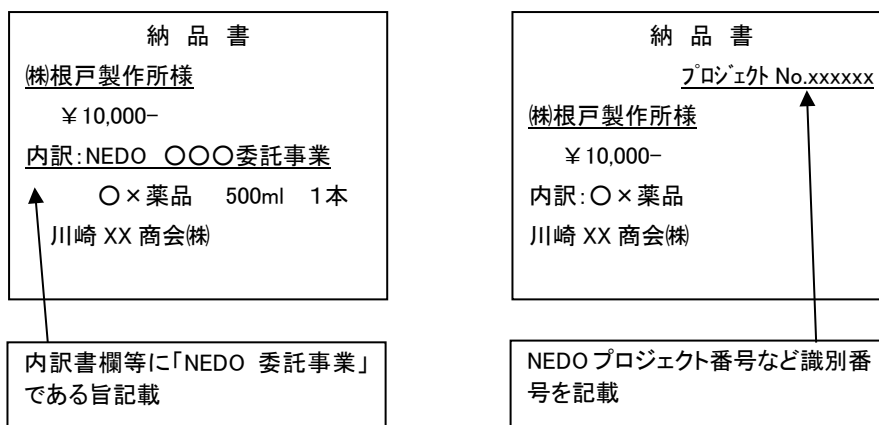 納 品 書
㈱根戸製作所様
￥10,000−
内訳：NEDO 〇〇〇委託事業
〇×薬品 500ml 1本
川崎 XX 商会㈱
内訳書欄等に「NEDO 委託事業」
である旨記載
納 品 書
ﾌﾟﾛｼﾞｪｸﾄ No.xxxxxx
㈱根戸製作所様
￥10,000−
内訳：〇×薬品
川崎 XX 商会㈱
NEDO プロジェクト番号など識別番
号を記載